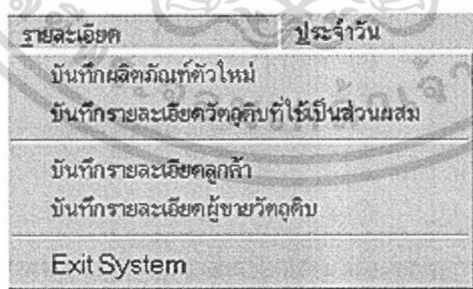 รายละเอียด ประจำวัน
บันทึกผลิตภัณฑ์ตัวใหม่
บันทึกรายละเอียดวัตถุดิบที่ใช้เป็นส่วนผสม
บันทึกรายละเอียดลูกค้า
บันทึกรายละเอียดผู้ขายวัตถุดิบ
Exit System